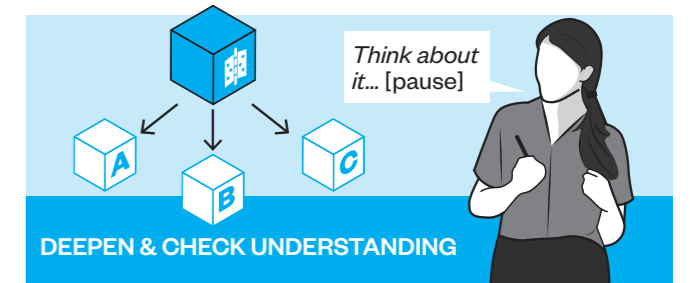 Think about
it… [pause]
A
B
C
DEEPEN & CHECK UNDERSTANDING